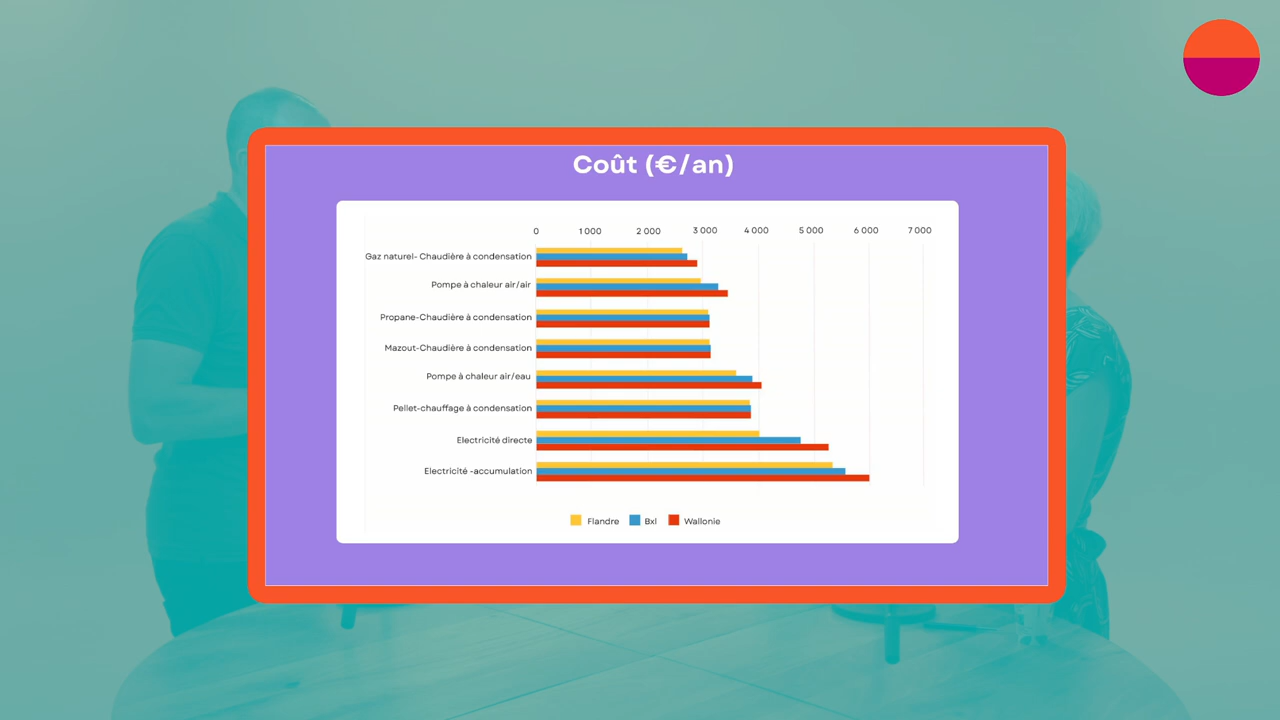 Coût (€/an)
0 1 000 2 000 3 000 4 000 5 000 6 000 7 000
Gaz naturel- Chaudière à condensation
Pompe à chaleur air/air
Propane-Chaudière à condensation
Mazout-Chaudière à condensation
Pompe à chaleur air/eau
Pellet-chauffage à condensation
Electricité directe
Electricité -accumulation
Flandre Bxl Wallonie